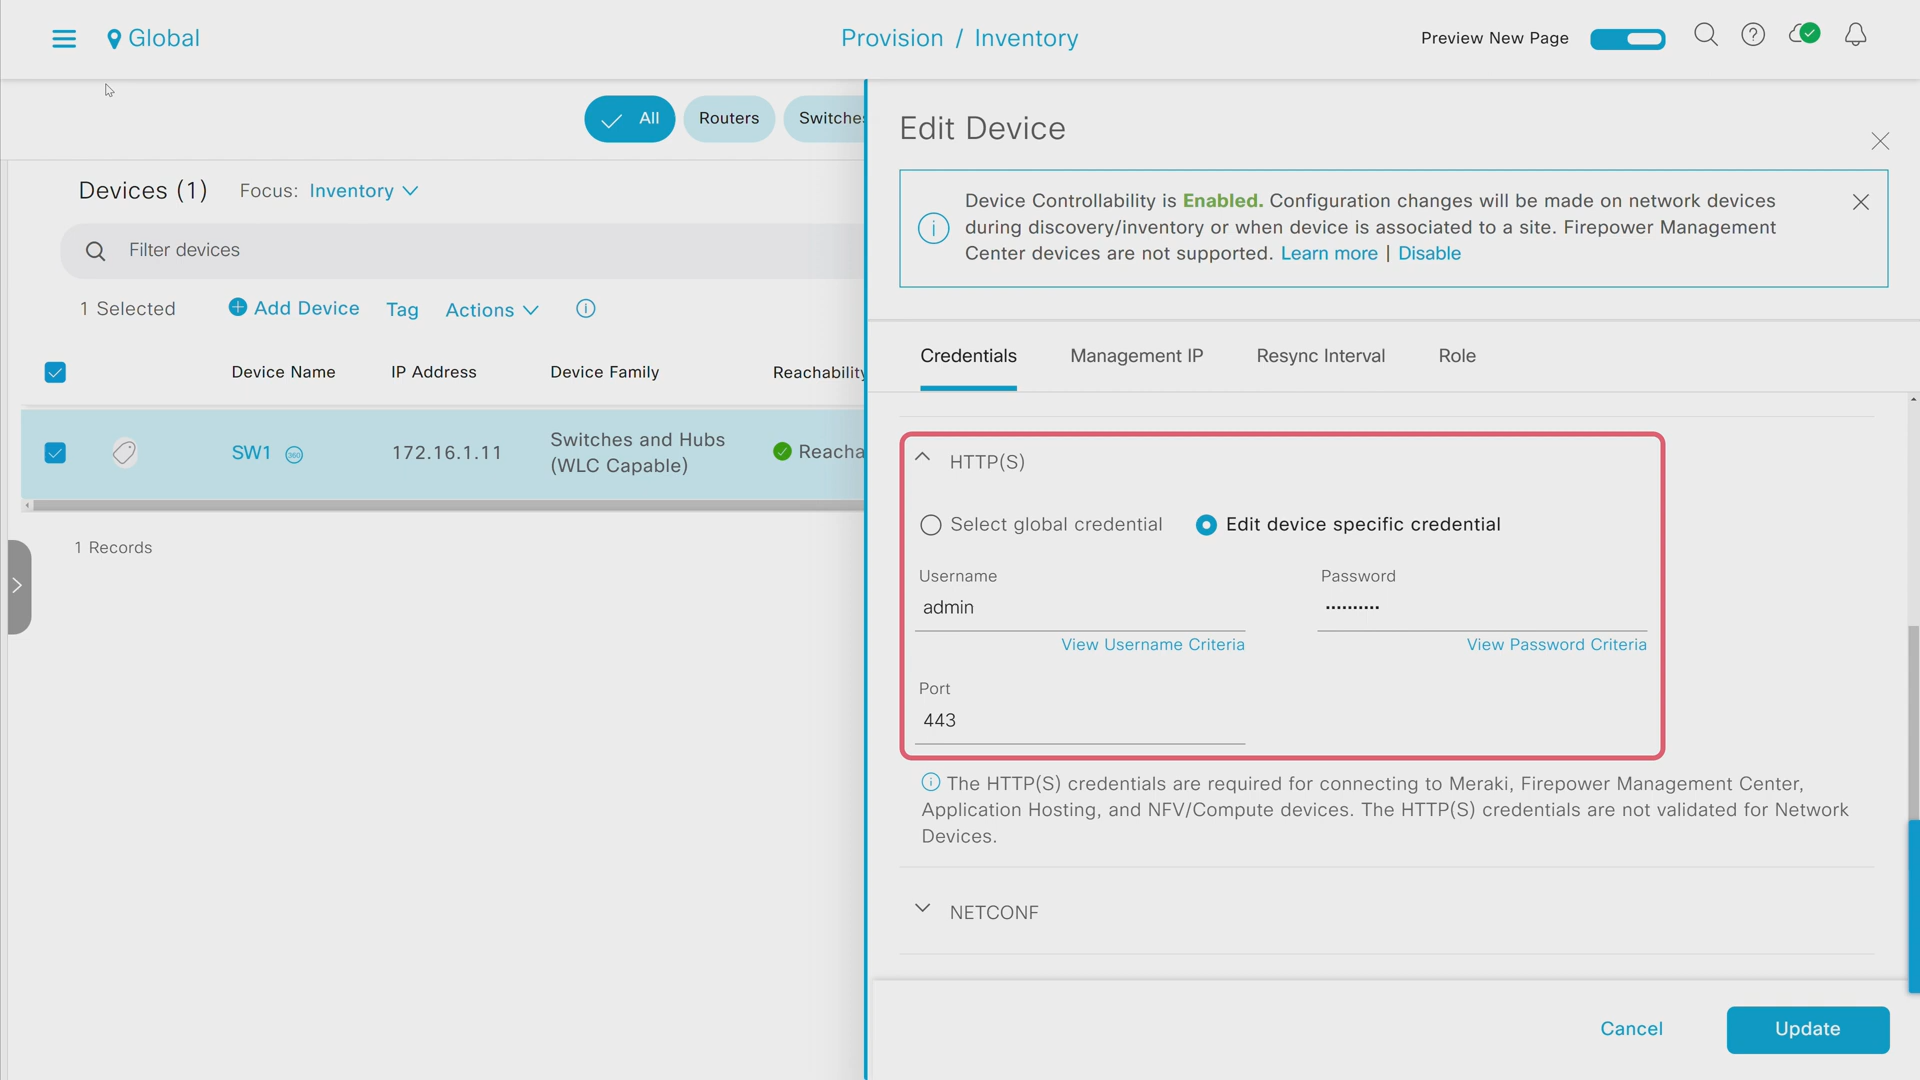 Global
Provision / Inventory
Preview New Page
All
Routers
Switches
Devices (1)
Focus: Inventory
Filter devices
1 Selected
Add Device
Tag
Actions
Device Name
IP Address
Device Family
Reachability
SW1
360
172.16.1.11
Switches and Hubs
(WLC Capable)
Reacha
1 Records
Edit Device
Device Controllability is Enabled. Configuration changes will be made on network devices
during discovery/inventory or when device is associated to a site. Firepower Management
Center devices are not supported. Learn more | Disable
Credentials
Management IP
Resync Interval
Role
HTTP(S)
Select global credential
Edit device specific credential
Username
Password
admin
••••••••••
View Username Criteria
View Password Criteria
Port
443
The HTTP(S) credentials are required for connecting to Meraki, Firepower Management Center,
Application Hosting, and NFV/Compute devices. The HTTP(S) credentials are not validated for Network
Devices.
NETCONF
Cancel
Update